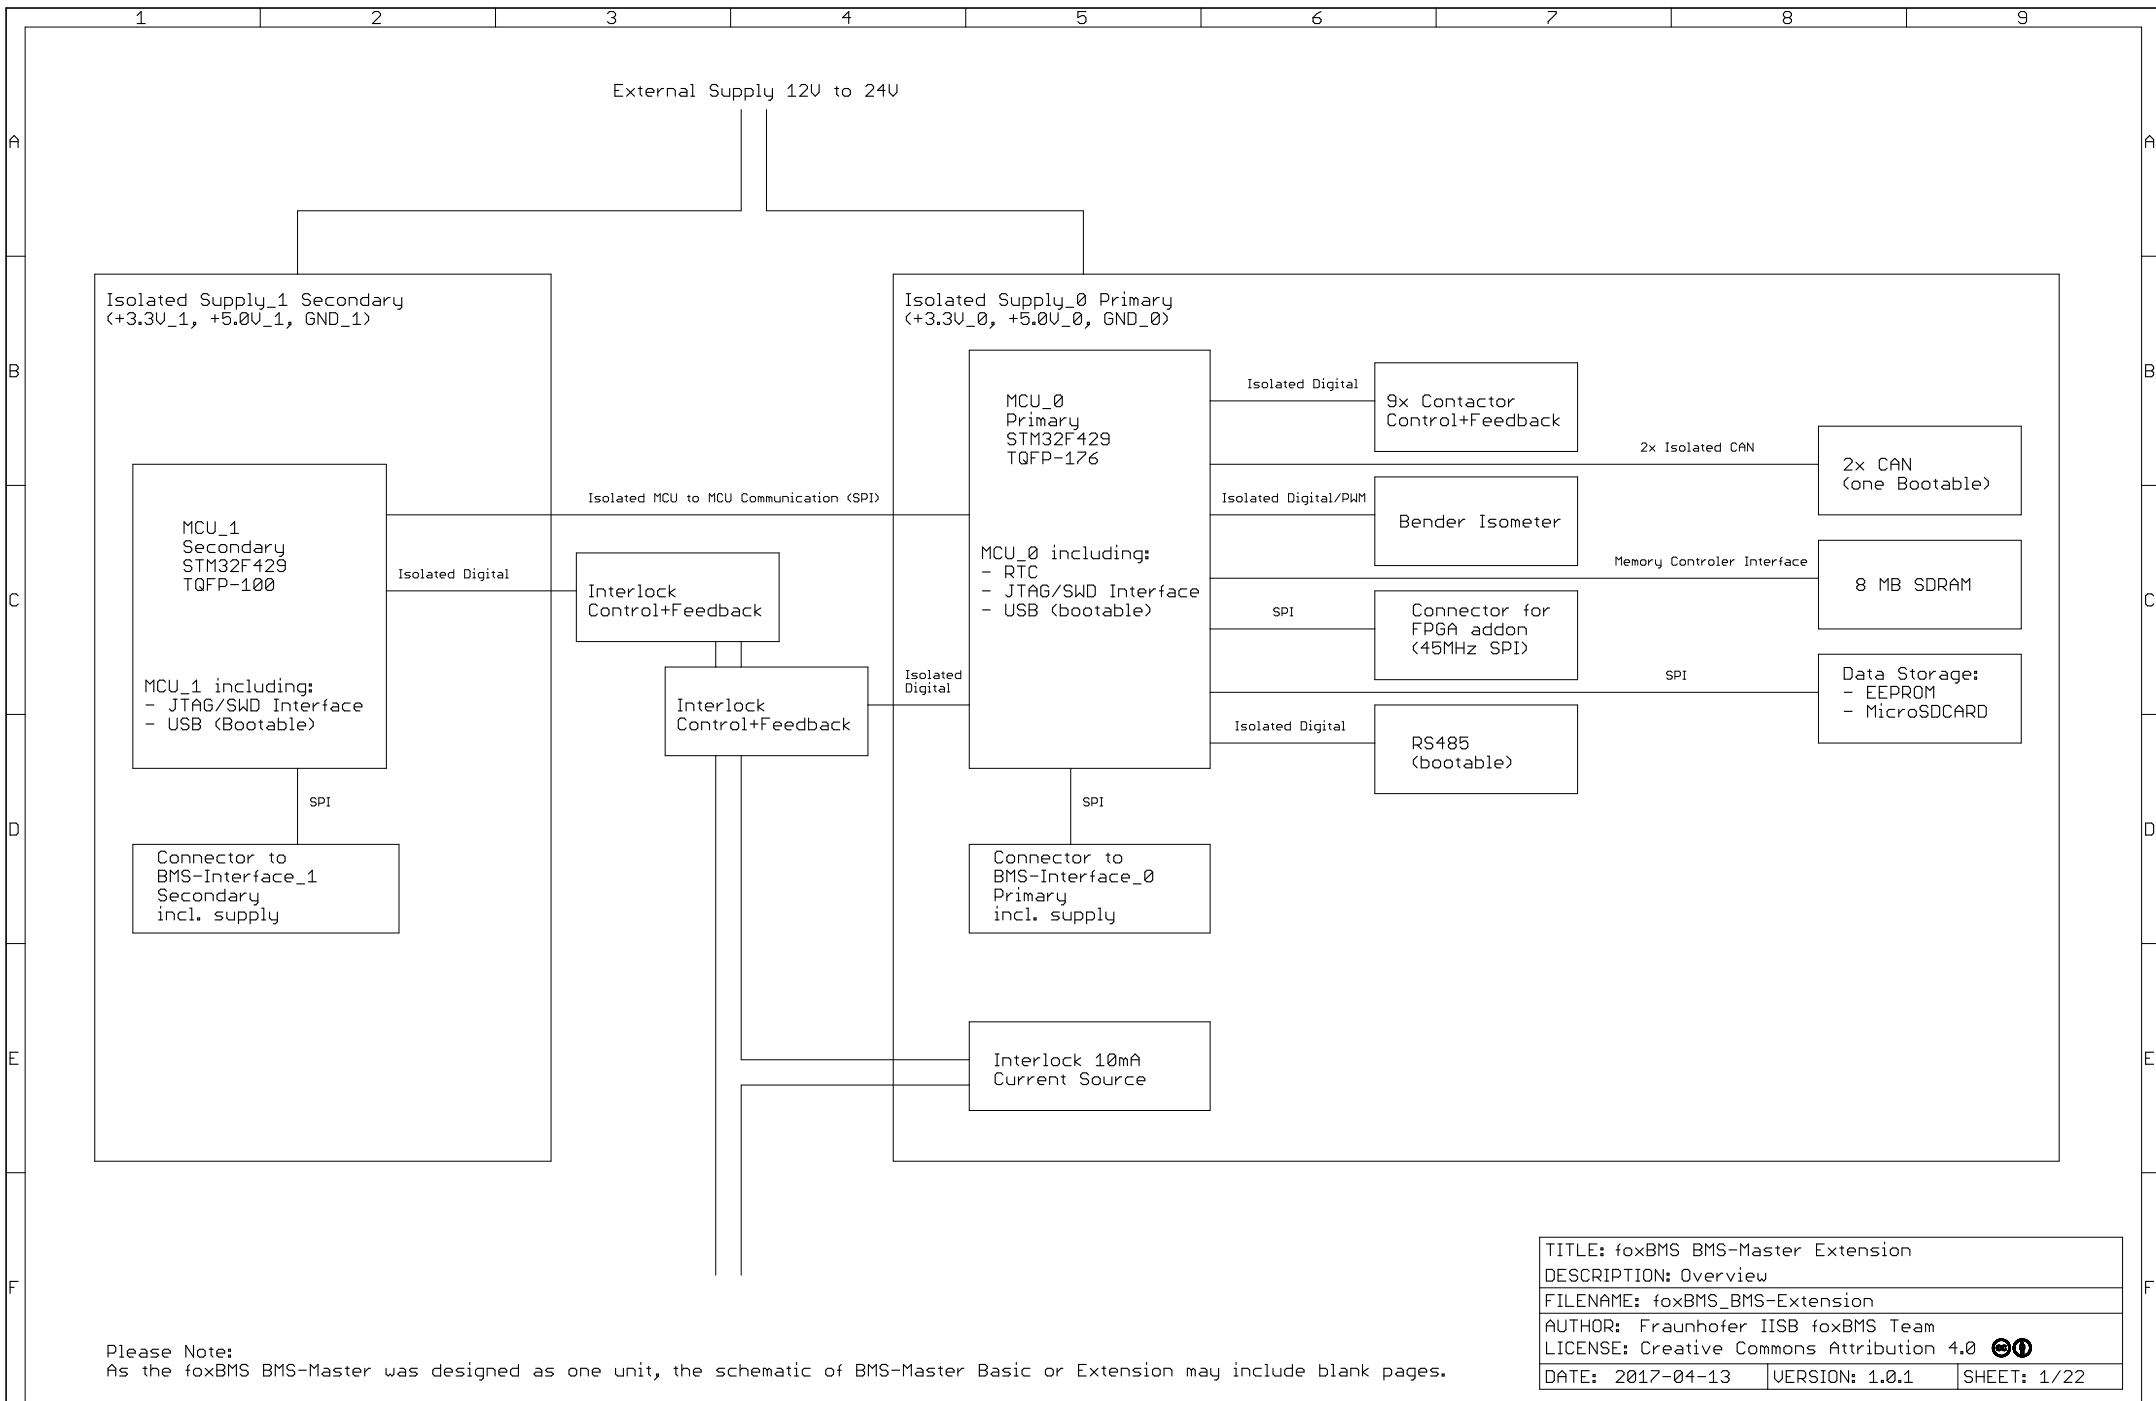 1 2 3 4 5 6 7 8 9
External Supply 12V to 24V
A A
Isolated Supply_1 Secondary
(+3.3V_1, +5.0V_1, GND_1)
Isolated Supply_0 Primary
(+3.3V_0, +5.0V_0, GND_0)
B B
MCU_0
Primary
STM32F429
TQFP-176
Isolated Digital
9x Contactor
Control+Feedback
2x Isolated CAN
2x CAN
(one Bootable)
Isolated MCU to MCU Communication (SPI)
Isolated Digital/PWM
Bender Isometer
MCU_1
Secondary
STM32F429
TQFP-100
Isolated Digital
Interlock
Control+Feedback
MCU_0 including:
- RTC
- JTAG/SWD Interface
- USB (bootable)
Memory Controler Interface
8 MB SDRAM
C C
SPI
Connector for
FPGA addon
(45MHz SPI)
MCU_1 including:
- JTAG/SWD Interface
- USB (Bootable)
Interlock
Control+Feedback
Isolated
Digital
SPI
Data Storage:
- EEPROM
- MicroSDCARD
Isolated Digital
RS485
(bootable)
SPI
SPI
D D
Connector to
BMS-Interface_1
Secondary
incl. supply
Connector to
BMS-Interface_0
Primary
incl. supply
E E
Interlock 10mA
Current Source
F F
TITLE: foxBMS BMS-Master Extension
DESCRIPTION: Overview
FILENAME: foxBMS_BMS-Extension
AUTHOR: Fraunhofer IISB foxBMS Team
LICENSE: Creative Commons Attribution 4.0
DATE: 2017-04-13 VERSION: 1.0.1 SHEET: 1/22
Please Note:
As the foxBMS BMS-Master was designed as one unit, the schematic of BMS-Master Basic or Extension may include blank pages.